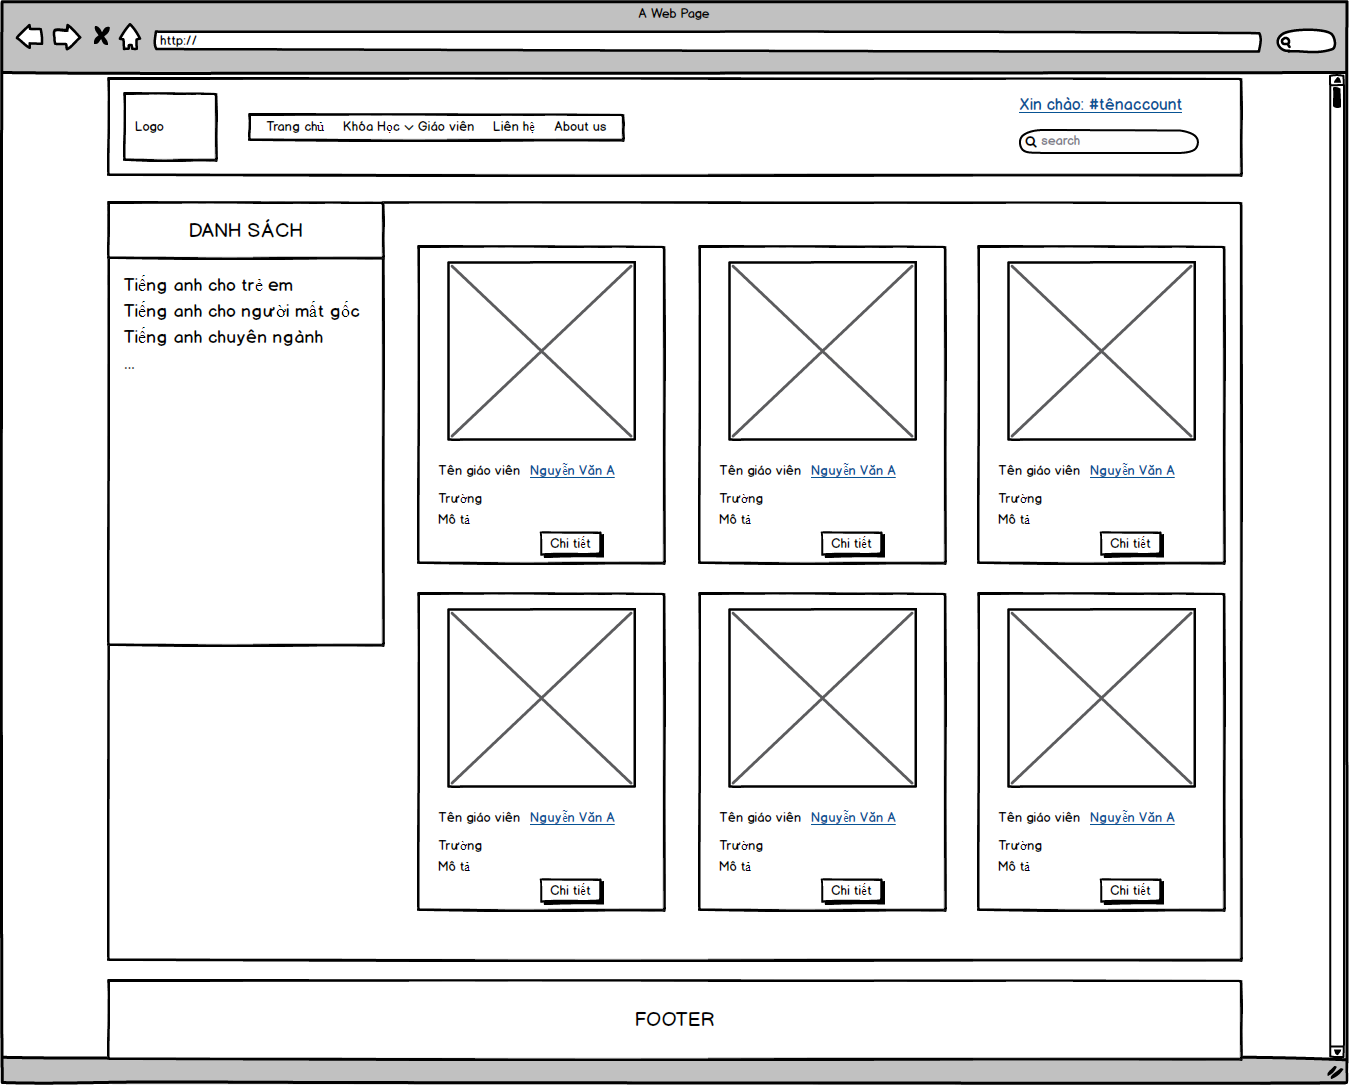 A Web Page
http://
Logo
Trang chủ Khóa Học Giáo viên Liên hệ About us
Xin chào: #tênaccount
search
DANH SÁCH
Tiếng anh cho trẻ em
Tiếng anh cho người mất gốc
Tiếng anh chuyên ngành
...
Tên giáo viên Nguyễn Văn A
Trường
Mô tả
Chi tiết
Tên giáo viên Nguyễn Văn A
Trường
Mô tả
Chi tiết
Tên giáo viên Nguyễn Văn A
Trường
Mô tả
Chi tiết
Tên giáo viên Nguyễn Văn A
Trường
Mô tả
Chi tiết
Tên giáo viên Nguyễn Văn A
Trường
Mô tả
Chi tiết
Tên giáo viên Nguyễn Văn A
Trường
Mô tả
Chi tiết
FOOTER